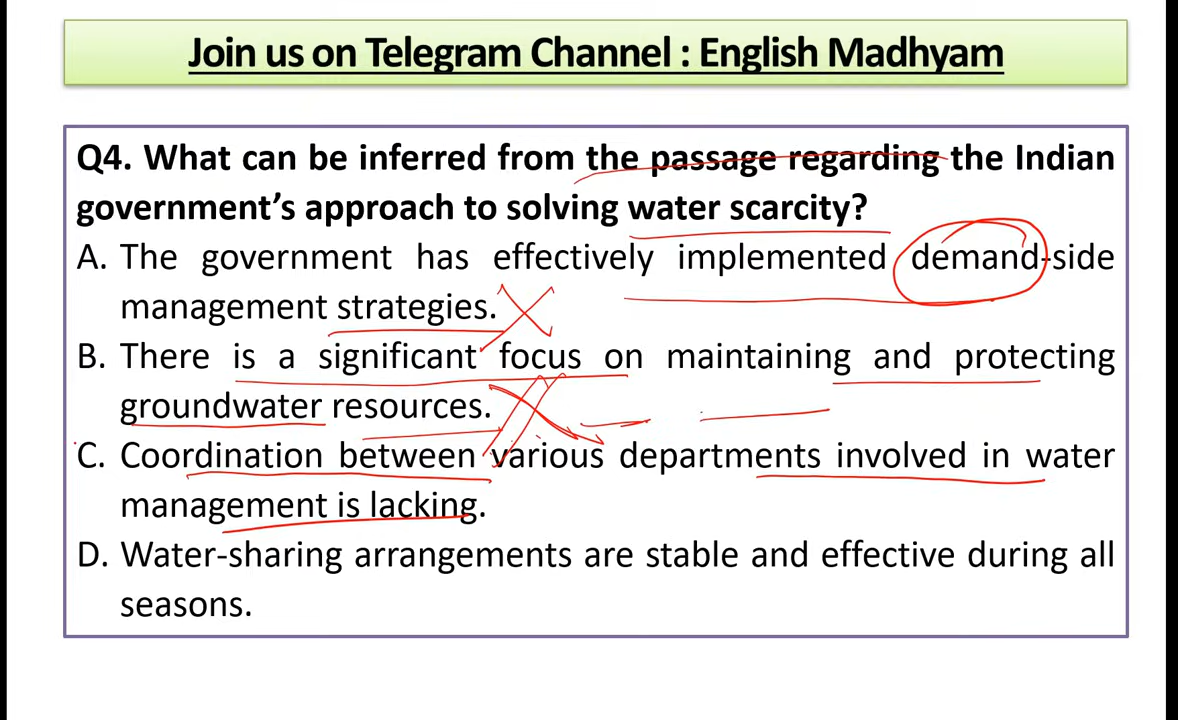 Join us on Telegram Channel : English Madhyam
Q4. What can be inferred from the passage regarding the Indian
government's approach to solving water scarcity?
A. The government has effectively implemented demand-side
management strategies.
B. There is a significant focus on maintaining and protecting
groundwater resources.
C. Coordination between various departments involved in water
management is lacking.
D. Water-sharing arrangements are stable and effective during all
seasons.